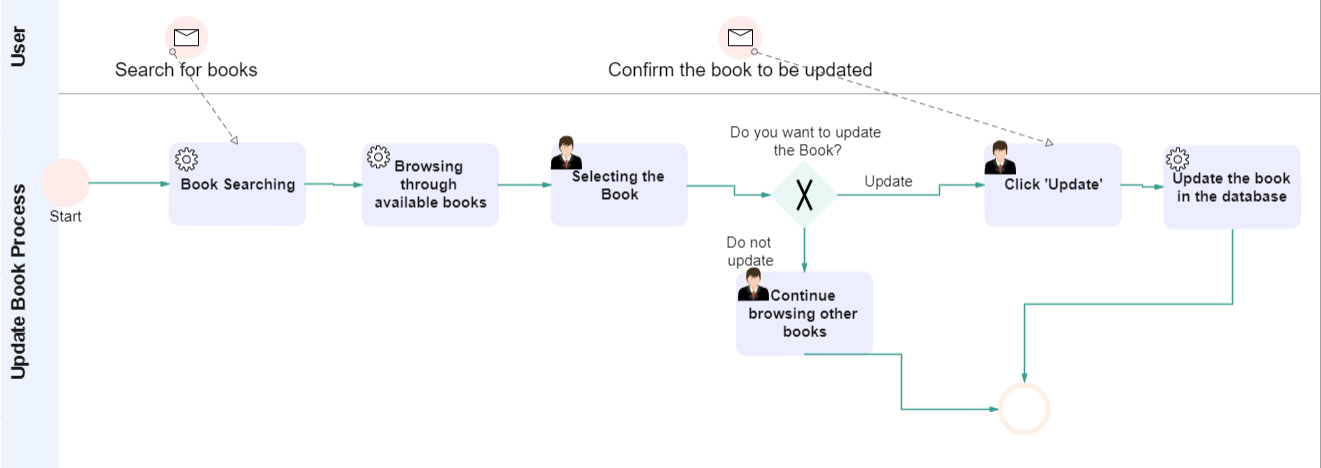 User
Search for books
Confirm the book to be updated
Update Book Process
Start
Book Searching
Browsing
through
available books
Selecting the
Book
Do you want to update
the Book?
Update
Do not
update
Continue
browsing other
books
Click 'Update'
Update the book
in the database